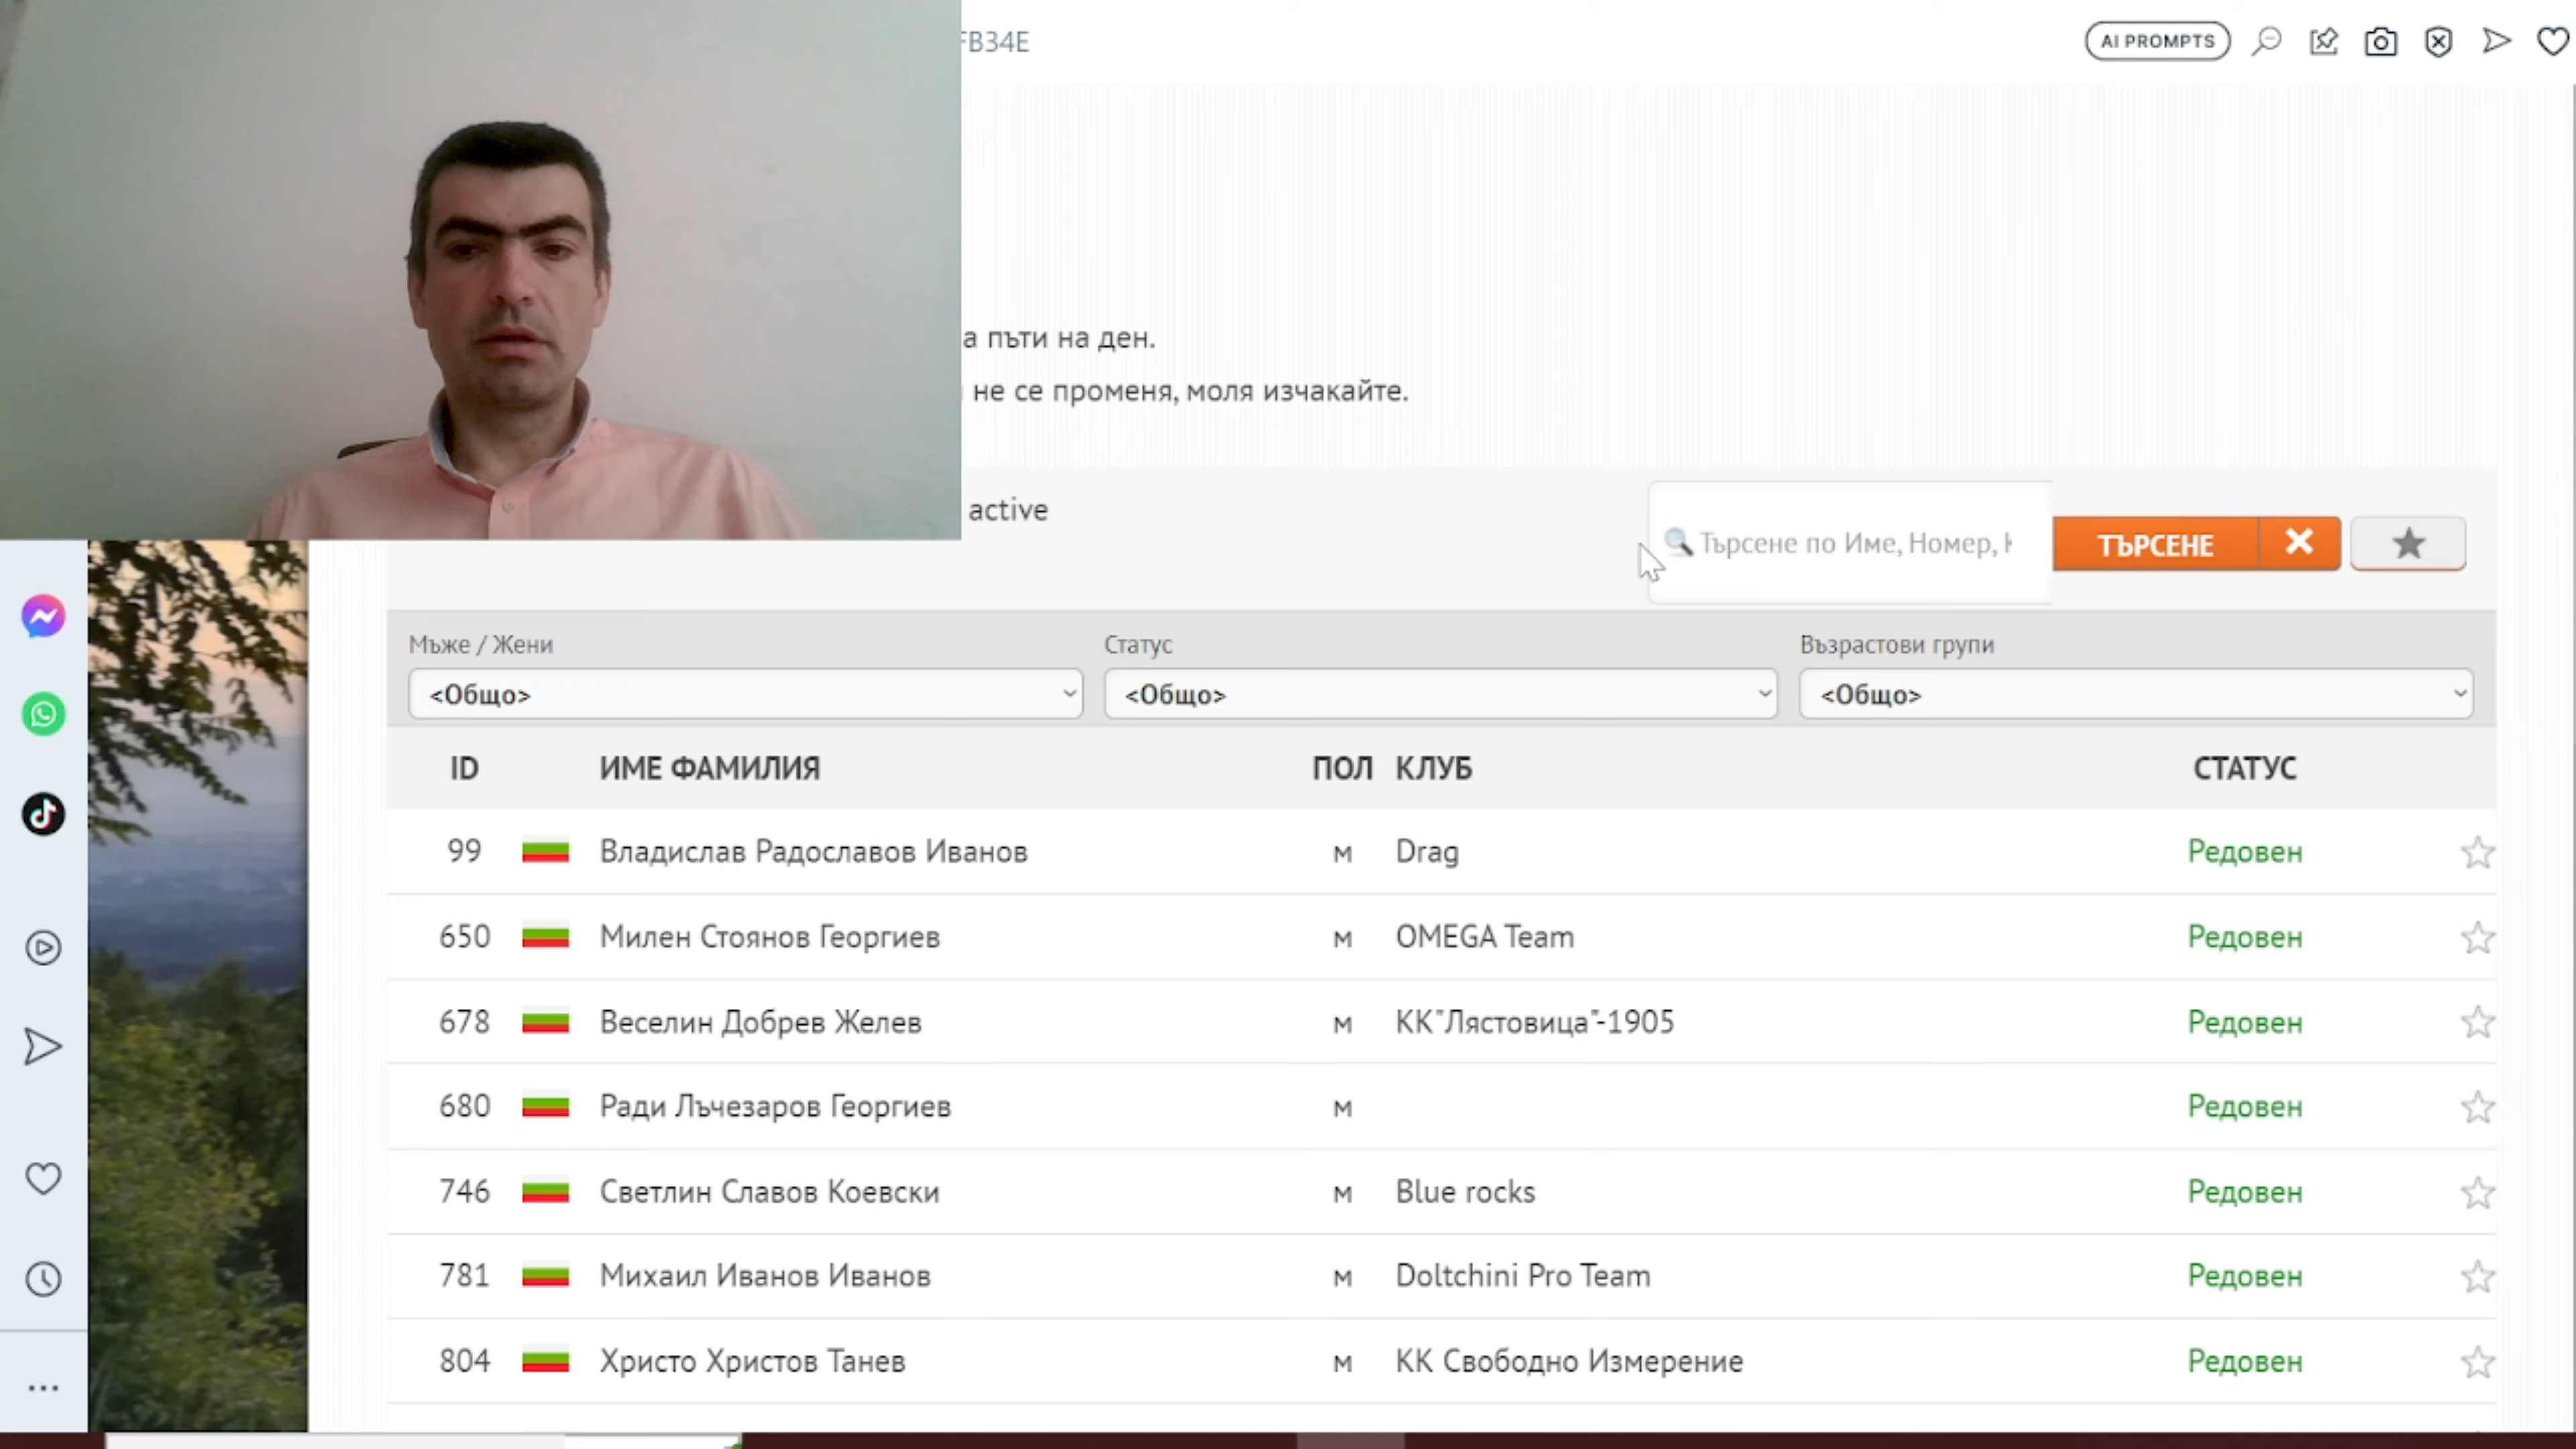 FB34E
AI PROMPTS
а пъти на ден.
не се променя, моля изчакайте.
active
Търсене по Име, Номер,
ТЪРСЕНЕ
Мъже / Жени Статус Възрастови групи
<Общо> <Общо> <Общо>
ID ИМЕ ФАМИЛИЯ ПОЛ КЛУБ СТАТУС
99 Владислав Радославов Иванов м Drag Редовен
650 Милен Стоянов Георгиев м OMEGA Team Редовен
678 Веселин Добрев Желев м КК"Лястовица"-1905 Редовен
680 Ради Лъчезаров Георгиев м Редовен
746 Светлин Славов Коевски м Blue rocks Редовен
781 Михаил Иванов Иванов м Doltchini Pro Team Редовен
804 Христо Христов Танев м КК Свободно Измерение Редовен